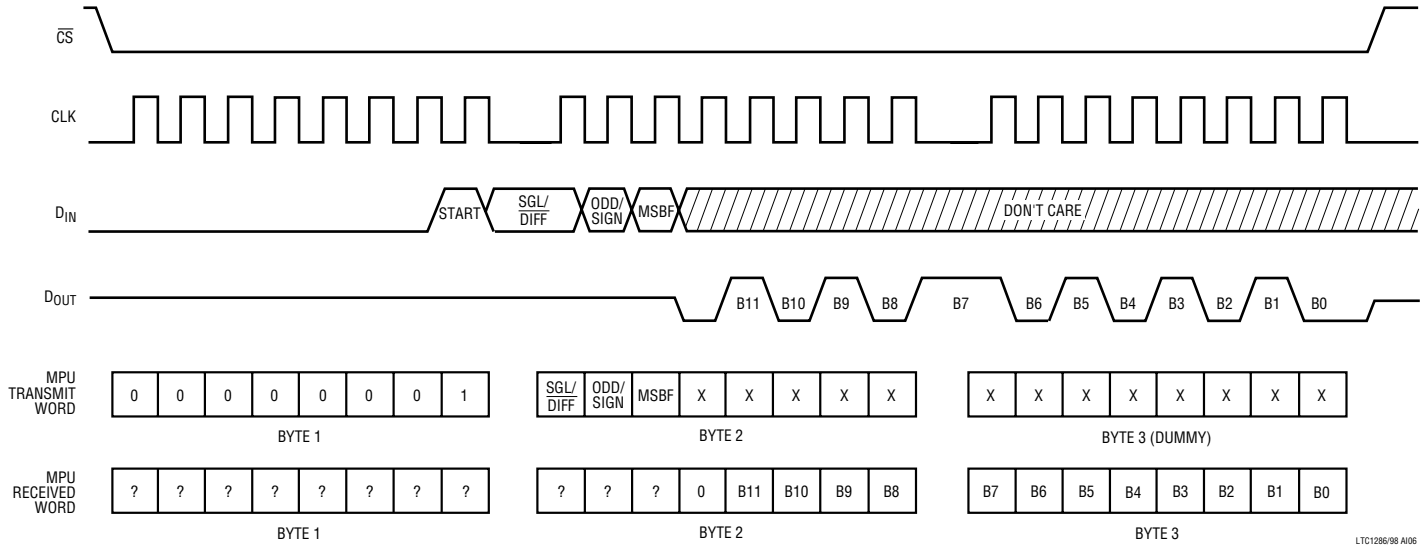 CS
CLK
DIN
START
SGL/
DIFF
ODD/
SIGN
MSBF
DON'T CARE
DOUT
B11 B10 B9 B8 B7 B6 B5 B4 B3 B2 B1 B0
MPU
TRANSMIT
WORD
0 0 0 0 0 0 0 1
SGL/
DIFF
ODD/
SIGN
MSBF X X X X X
X X X X X X X X
BYTE 1
BYTE 2
BYTE 3 (DUMMY)
MPU
RECEIVED
WORD
? ? ? ? ? ? ? ?
? ? ? 0 B11 B10 B9 B8
B7 B6 B5 B4 B3 B2 B1 B0
BYTE 1
BYTE 2
BYTE 3
LTC1286/98 AI06